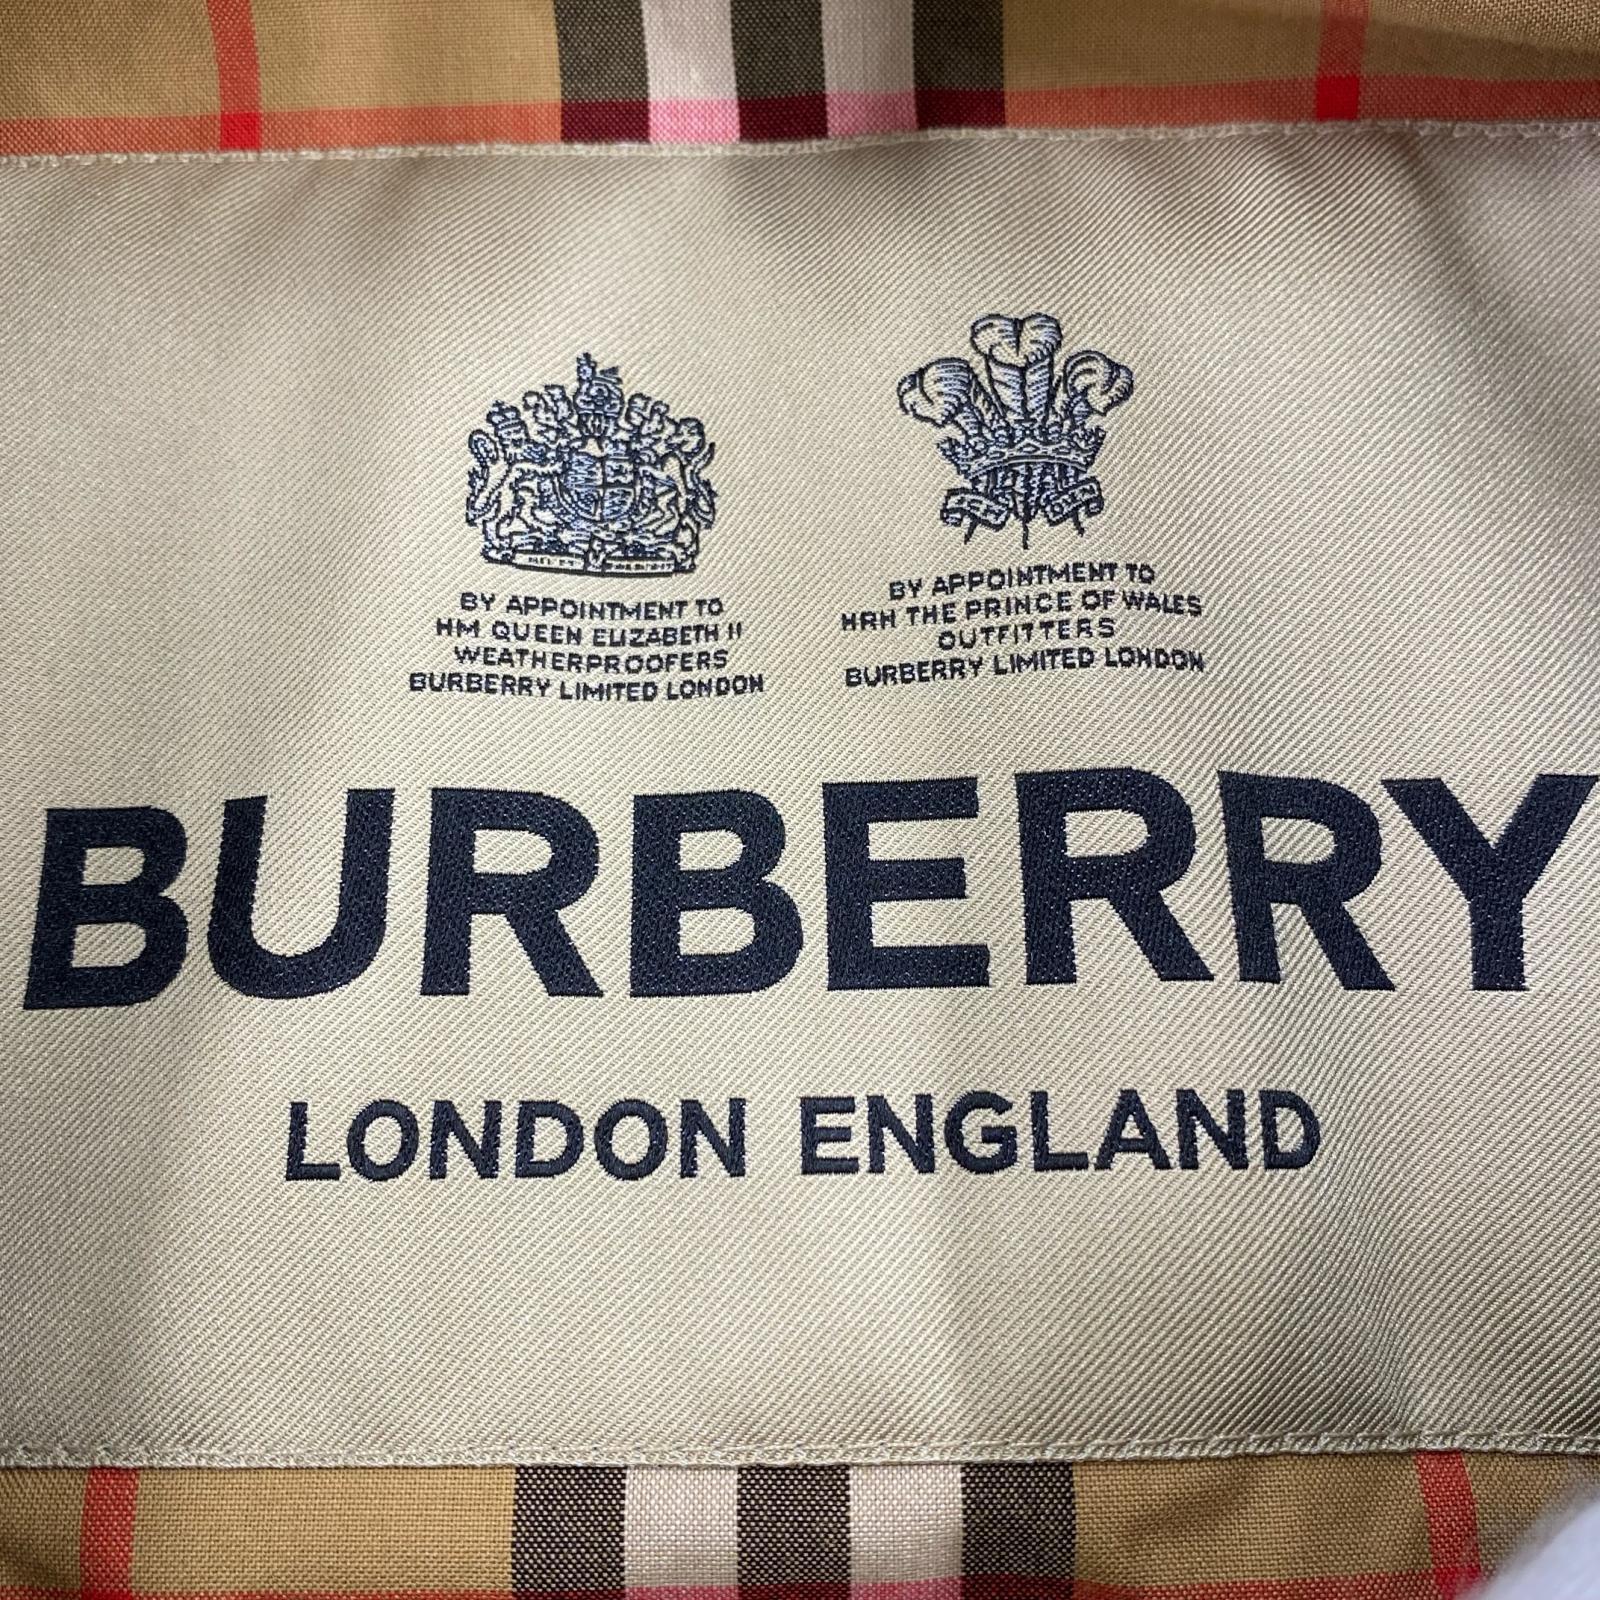 BY APPOINTMENT TO
HM QUEEN ELIZABETH II
WEATHERPROOFERS
BURBERRY LIMITED LONDON
BY APPOINTMENT TO
HRH THE PRINCE OF WALES
OUTFITTERS
BURBERRY LIMITED LONDON
BURBERRY
LONDON ENGLAND